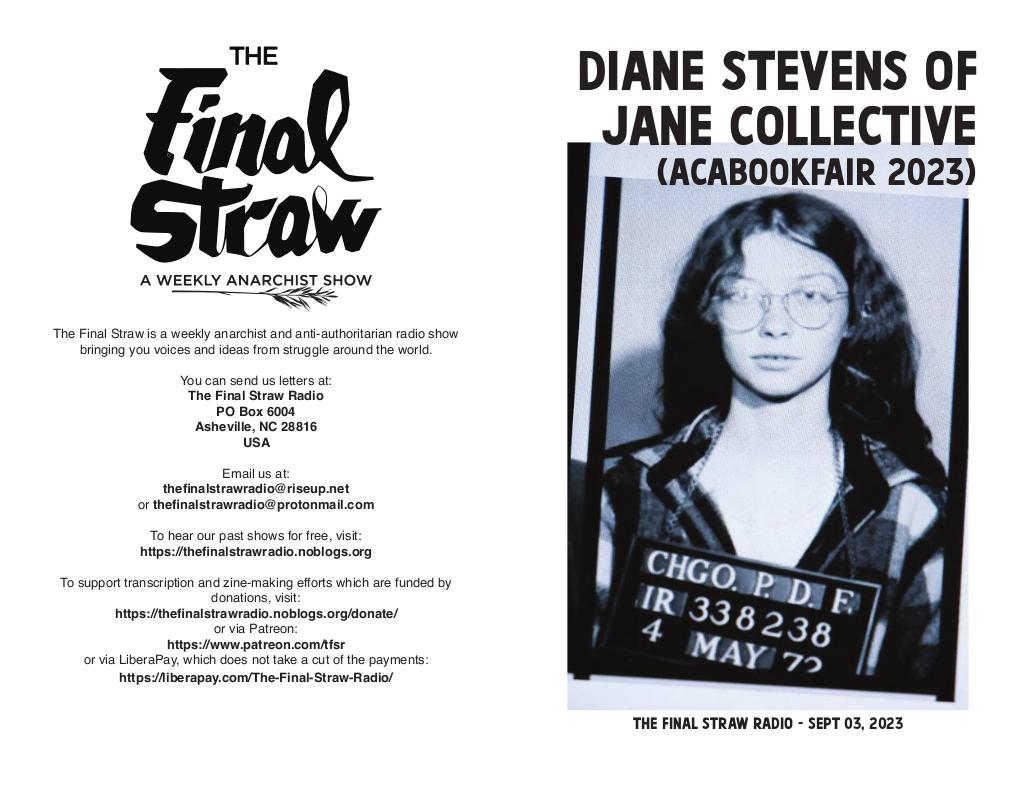 THE
Final
Straw
A WEEKLY ANARCHIST SHOW
The Final Straw is a weekly anarchist and anti-authoritarian radio show
bringing you voices and ideas from struggle around the world.
You can send us letters at:
The Final Straw Radio
PO Box 6004
Asheville, NC 28816
USA
Email us at:
thefinalstrawradio@riseup.net
or thefinalstrawradio@protonmail.com
To hear our past shows for free, visit:
https://thefinalstrawradio.noblogs.org
To support transcription and zine-making efforts which are funded by
donations, visit:
https://thefinalstrawradio.noblogs.org/donate/
or via Patreon:
https://www.patreon.com/tfsr
or via LiberaPay, which does not take a cut of the payments:
https://liberapay.com/The-Final-Straw-Radio/
DIANE STEVENS OF
JANE COLLECTIVE
(ACABOOKFAIR 2023)
CHGO. P. D. F.
IR 338238
4 MAY 72
THE FINAL STRAW RADIO - SEPT 03, 2023